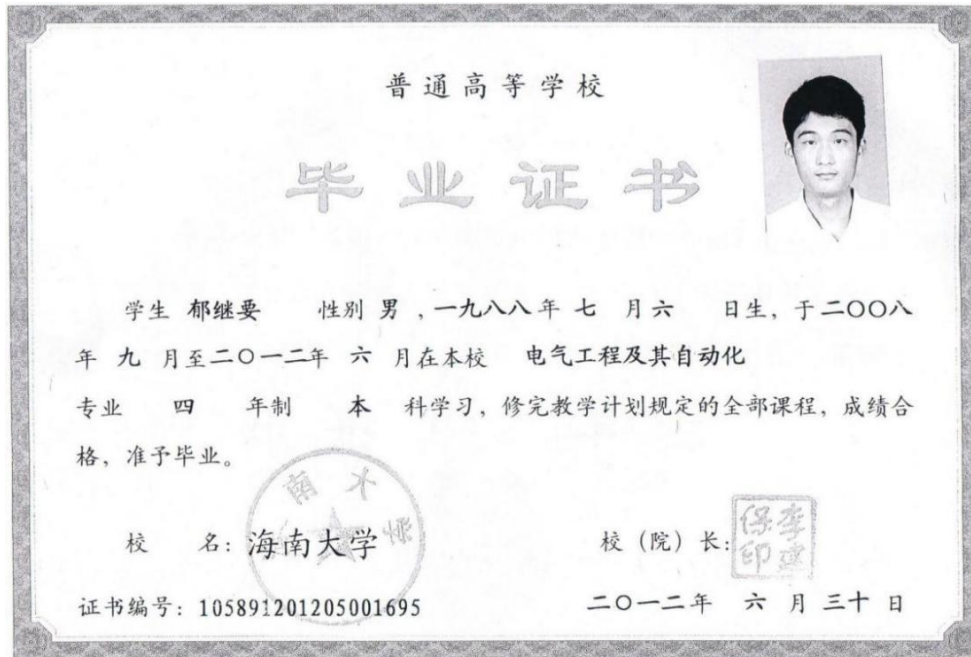 普通高等学校
毕业证书
学生 郁继要 性别 男 ,一九八八年 七 月六 日生，于二〇〇八
年 九 月至二〇一二年 六 月在本校 电气工程及其自动化
专业 四 年制 本 科学习，修完教学计划规定的全部课程，成绩合
格，准予毕业。
校 名：海南大学
校（院）长：
李建保印
证书编号：105891201205001695
二〇一二年 六 月 三十 日